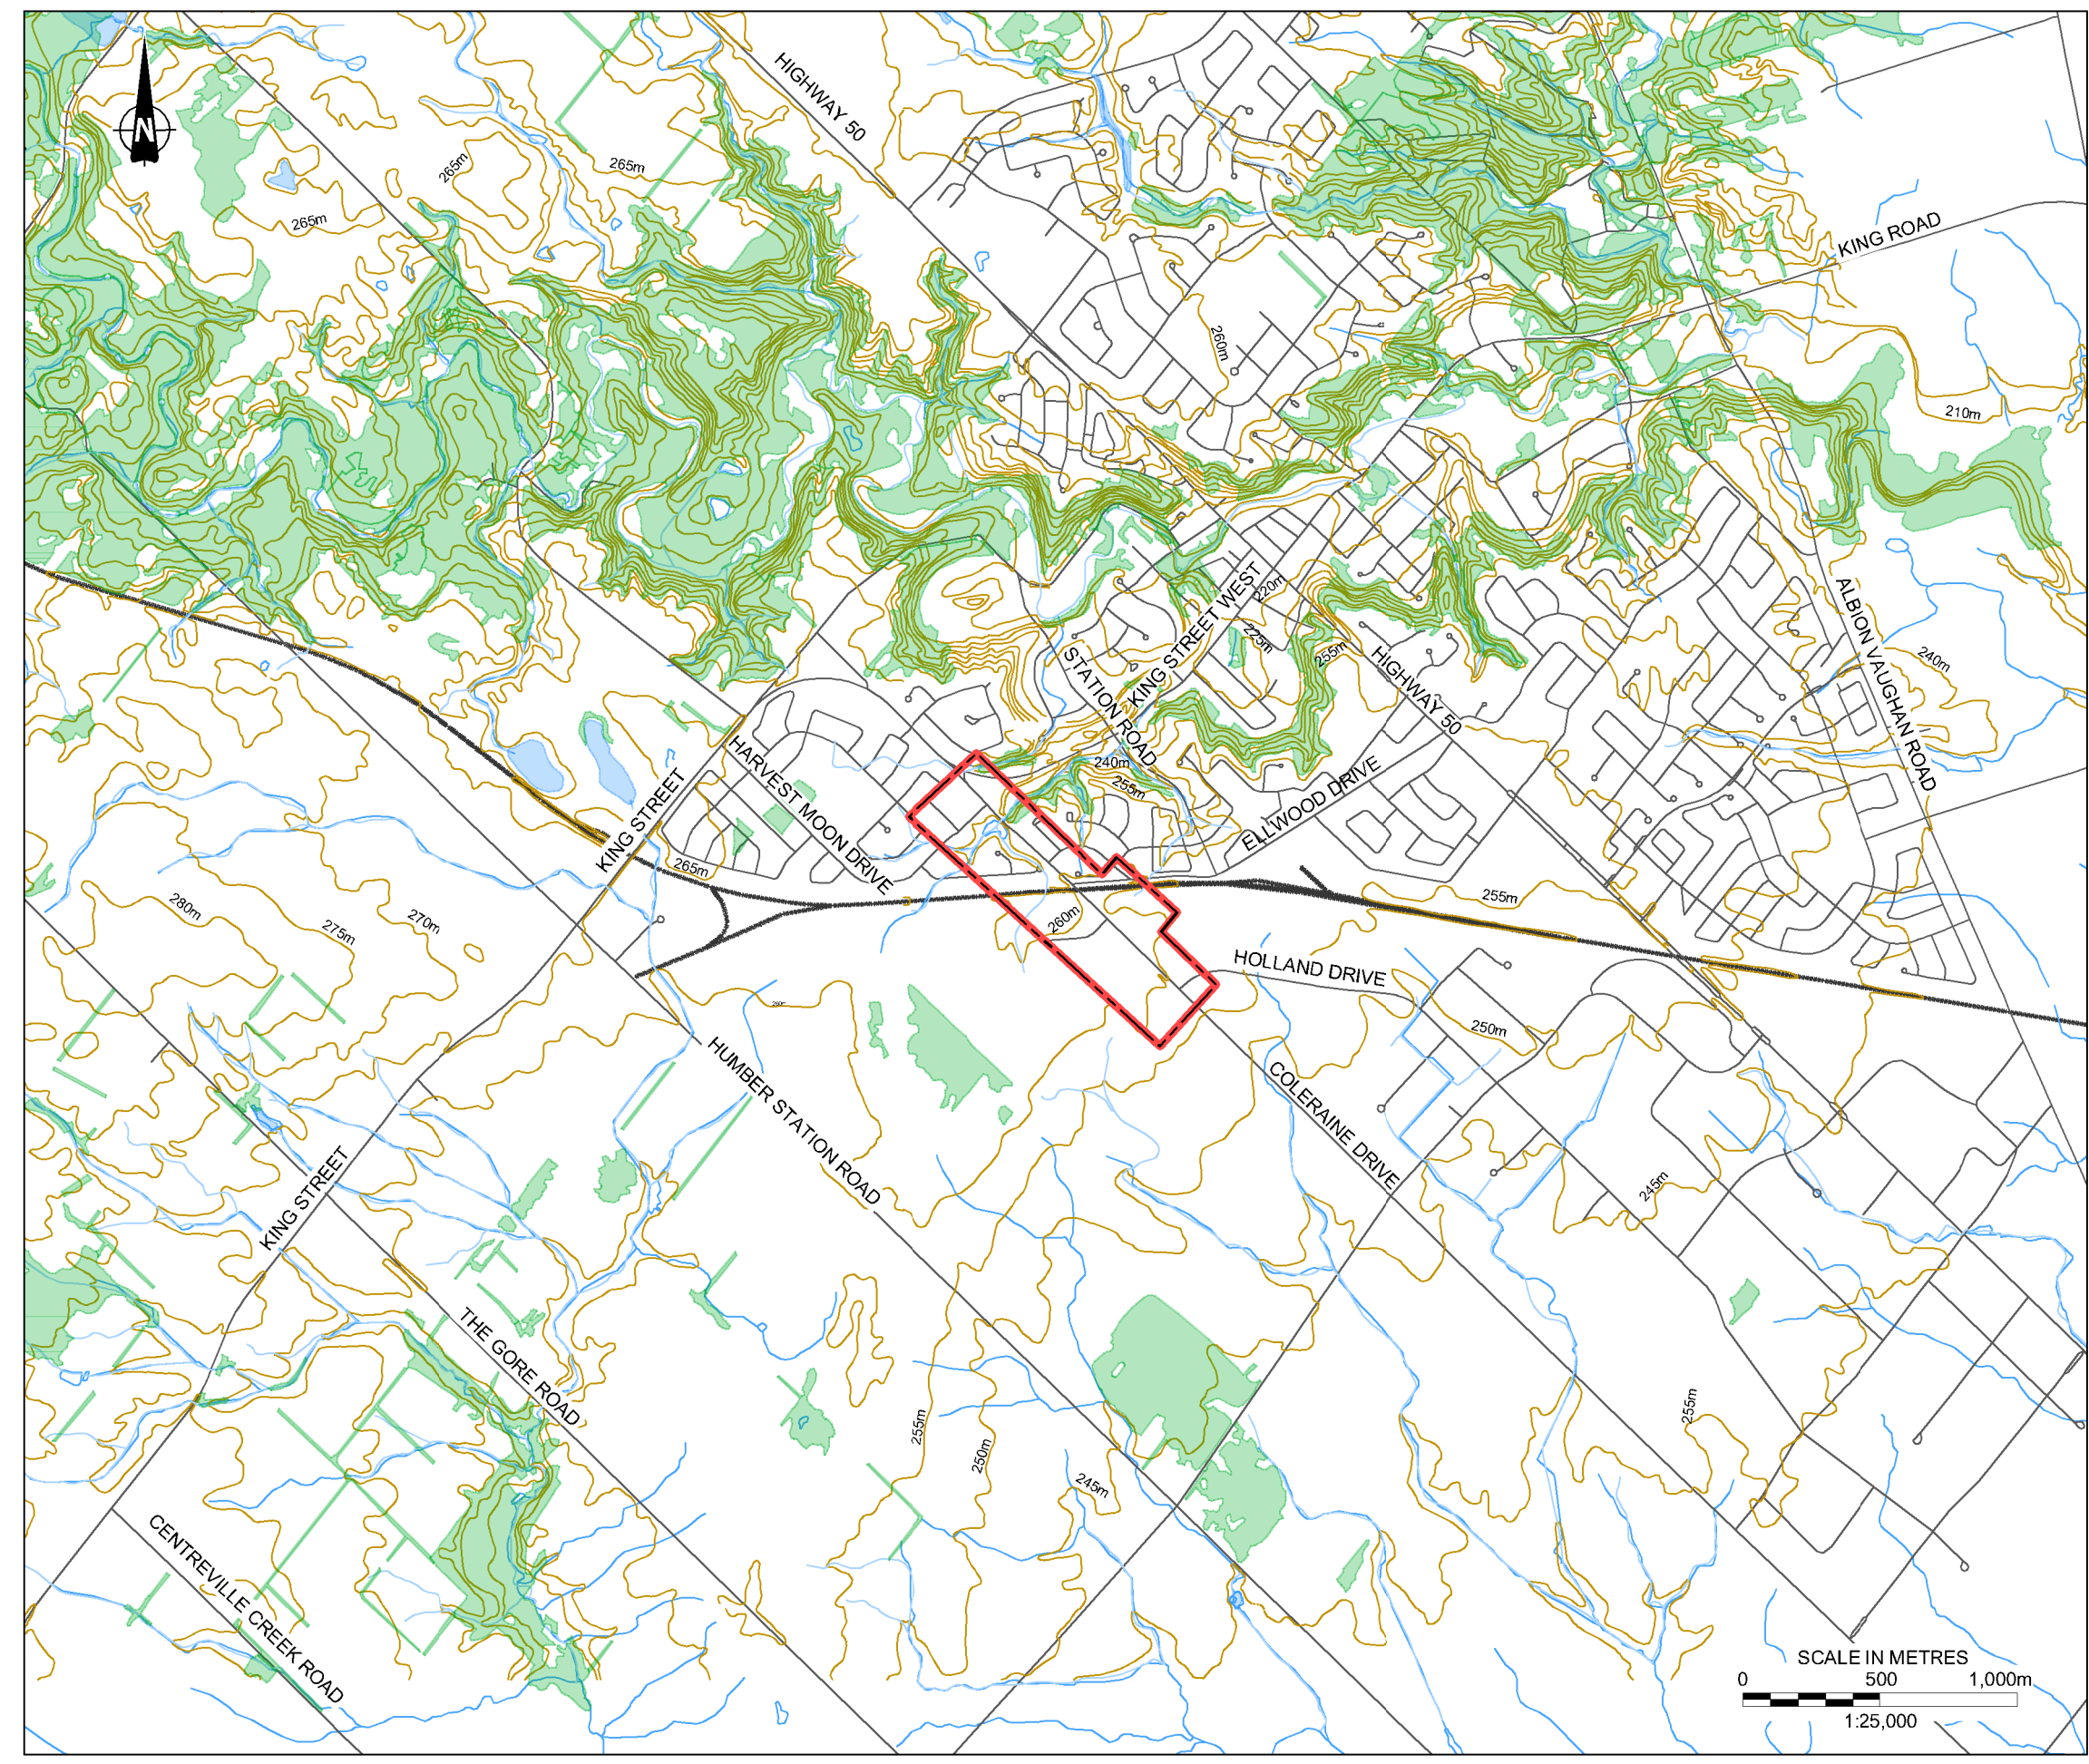 N
HIGHWAY 50
265m
265m
265m
KING ROAD
260m
210m
KING STREET WEST
220m
225m
255m
STATION ROAD
HIGHWAY 50
ALBION VAUGHAN ROAD
240m
HARVEST MOON DRIVE
240m
255m
ELLWOOD DRIVE
KING STREET
265m
255m
280m
275m
270m
260m
HOLLAND DRIVE
260m
250m
HUMBER STATION ROAD
COLERAINE DRIVE
KING STREET
245m
THE GORE ROAD
255m
250m
255m
245m
CENTREVILLE CREEK ROAD
SCALE IN METRES
0 500 1,000m
1:25,000